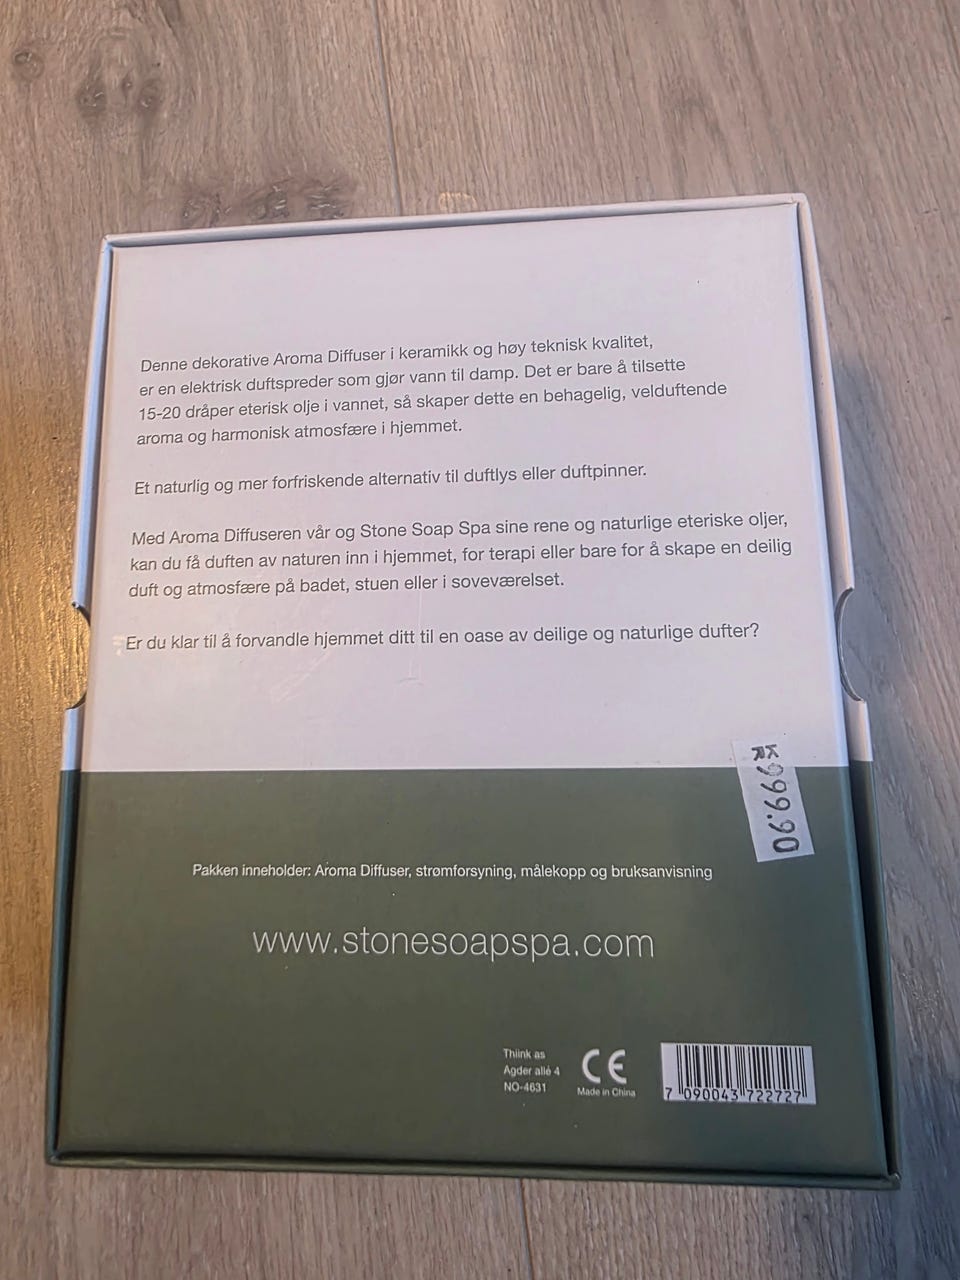 Denne dekorative Aroma Diffuser i keramikk og høy teknisk kvalitet,
er en elektrisk duftspreder som gjør vann til damp. Det er bare å tilsette
15-20 dråper eterisk olje i vannet, så skaper dette en behagelig, velduftende
aroma og harmonisk atmosfære i hjemmet.
Et naturlig og mer forfriskende alternativ til duftlys eller duftpinner.
Med Aroma Diffuseren vår og Stone Soap Spa sine rene og naturlige eteriske oljer,
kan du få duften av naturen inn i hjemmet, for terapi eller bare for å skape en deilig
duft og atmosfære på badet, stuen eller i soveværelset.
Er du klar til å forvandle hjemmet ditt til en oase av deilige og naturlige dufter?
KR 999.90
Pakken inneholder: Aroma Diffuser, strømforsyning, målekopp og bruksanvisning
www.stonesoapspa.com
Thiink as
Agder allé 4
NO-4631
CE
Made in China
7 090043 722727